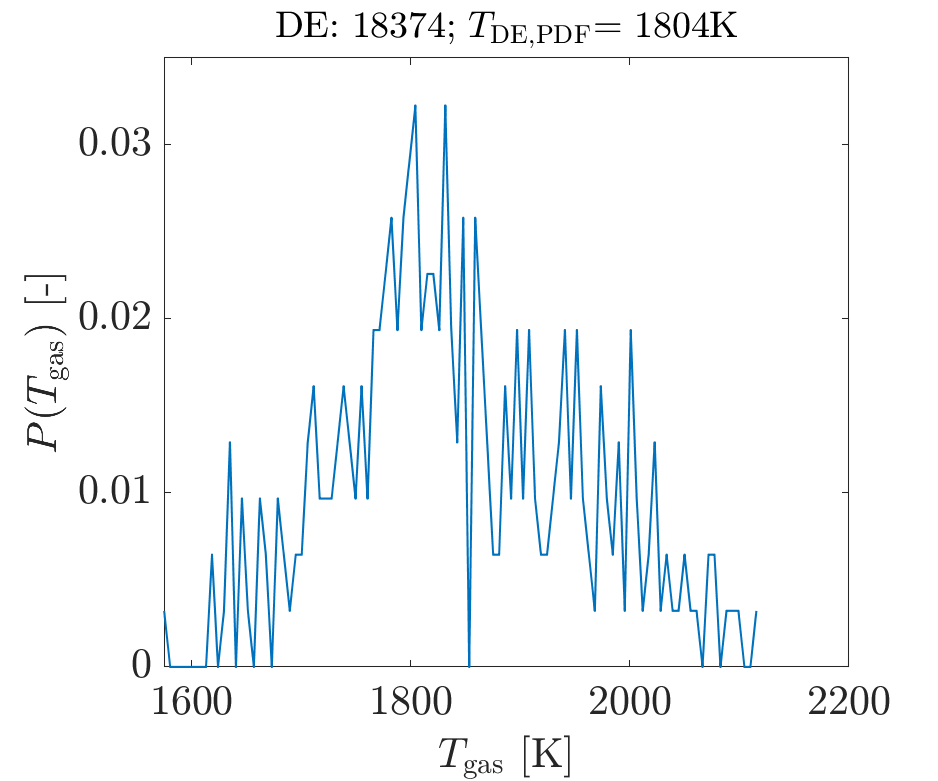 DE: 18374; T_DE,PDF= 1804K
0.03
0.02
0.01
0
P(T_gas) [-]
1600 1800 2000 2200
T_gas [K]